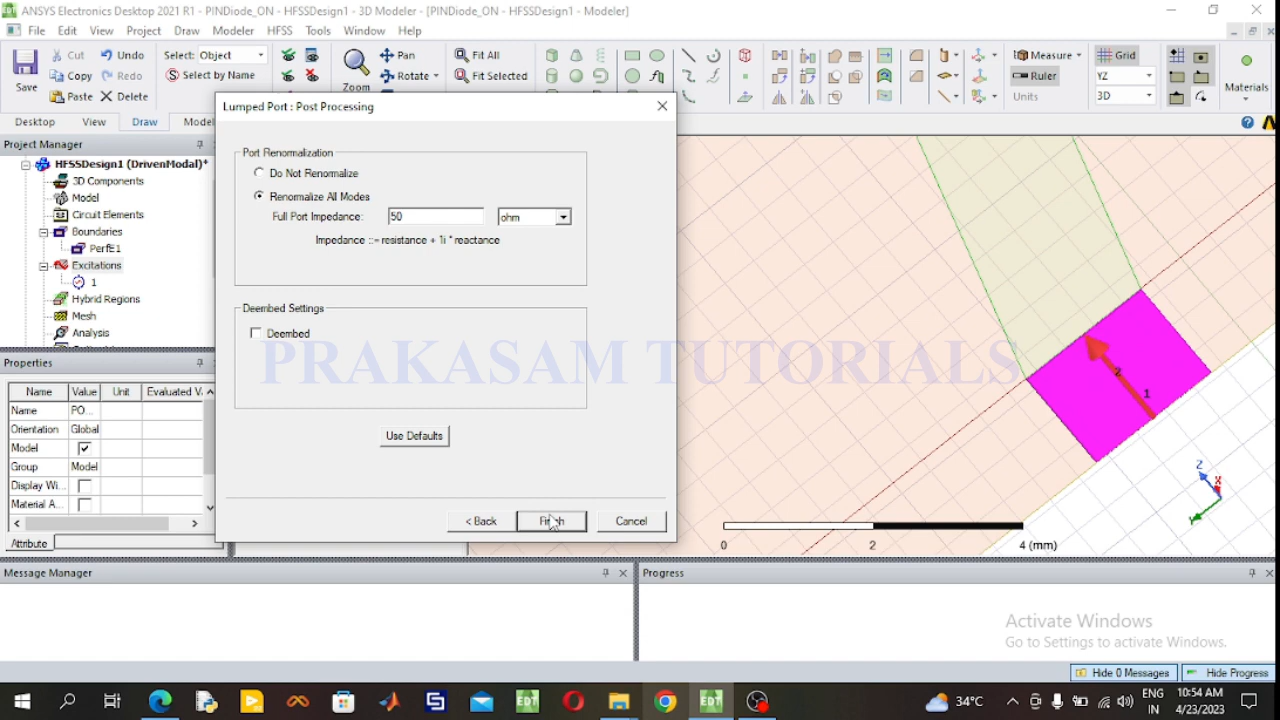 ANSYS Electronics Desktop 2021 R1 - PINDiode_ON - HFSSDesign1 - 3D Modeler - [PINDiode_ON - HFSSDesign1 - Modeler]
File Edit View Project Draw Modeler HFSS Tools Window Help
Save
Cut
Undo
Copy
Redo
Paste
Delete
Select: Object
Select by Name
Zoom
Pan
Rotate
Fit All
Fit Selected
Measure
Ruler
Units
Grid
YZ
3D
Materials
Desktop View Draw Model
Project Manager
HFSSDesign1 (DrivenModal)*
3D Components
Model
Circuit Elements
Boundaries
PerfE1
Excitations
1
Hybrid Regions
Mesh
Analysis
Properties
Name Value Unit Evaluated V
Name PO...
Orientation Global
Model
Group Model
Display Wi...
Material A...
Attribute
Lumped Port : Post Processing
Port Renormalization
Do Not Renormalize
Renormalize All Modes
Full Port Impedance: 50 ohm
Impedance ::= resistance + 1i * reactance
Deembed Settings
Deembed
Use Defaults
< Back Finish Cancel
PRAKASAM TUTORIALS
2
1
Z
X
Y
0 2 4 (mm)
Message Manager
Progress
Activate Windows
Go to Settings to activate Windows.
Hide 0 Messages Hide Progress
EDT EDT
34°C
ENG
IN
10:54 AM
4/23/2023